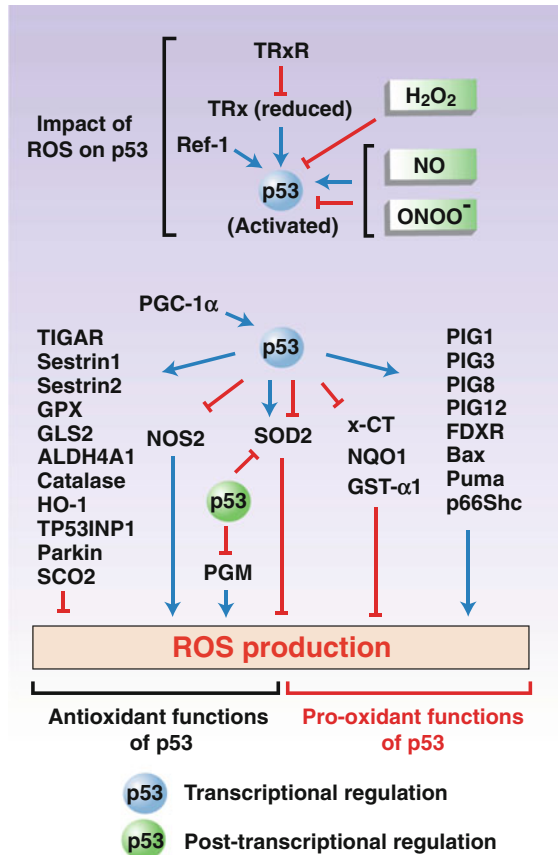 TRxR
TRx (reduced)
H₂O₂
Impact of
ROS on p53
Ref-1
NO
p53
(Activated)
ONOO⁻
PGC-1α
p53
TIGAR
Sestrin1
Sestrin2
GPX
GLS2
ALDH4A1
Catalase
HO-1
TP53INP1
Parkin
SCO2
NOS2
SOD2
p53
PGM
x-CT
NQO1
GST-α1
PIG1
PIG3
PIG8
PIG12
FDXR
Bax
Puma
p66Shc
ROS production
Antioxidant functions
of p53
Pro-oxidant functions
of p53
p53 Transcriptional regulation
p53 Post-transcriptional regulation